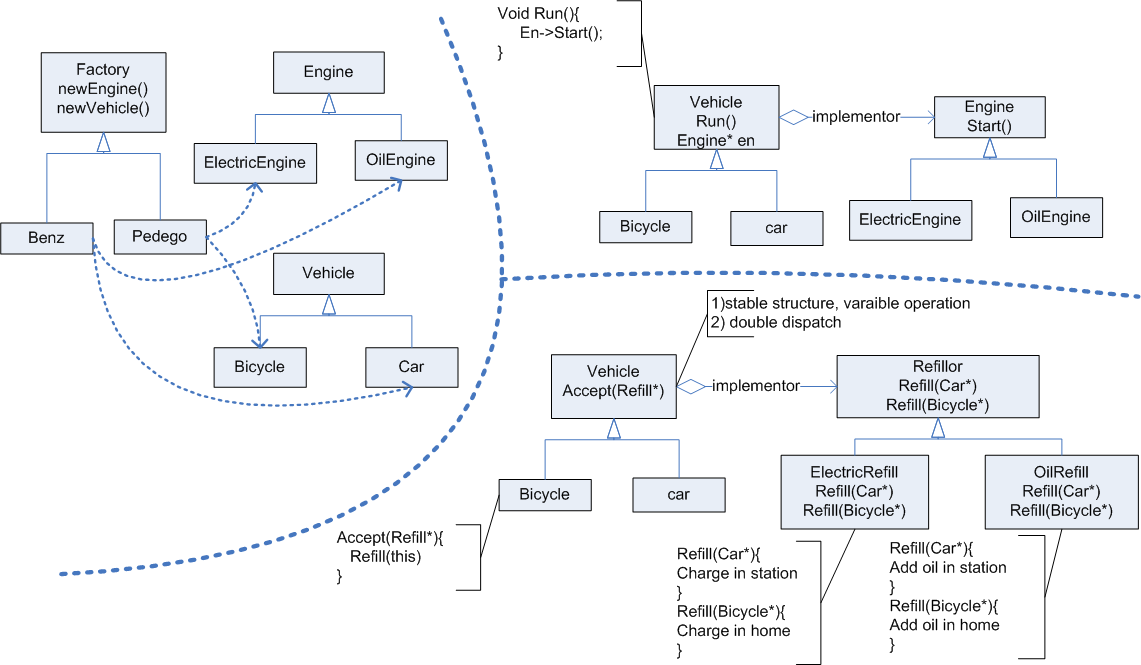 Factory
newEngine()
newVehicle()
Benz
Pedego
Engine
ElectricEngine
OilEngine
Vehicle
Bicycle
Car
Void Run(){
En->Start();
}
Vehicle
Run()
Engine* en
implementor
Engine
Start()
Bicycle
car
ElectricEngine
OilEngine
1)stable structure, varaible operation
2) double dispatch
Vehicle
Accept(Refill*)
implementor
Refillor
Refill(Car*)
Refill(Bicycle*)
Bicycle
car
ElectricRefill
Refill(Car*)
Refill(Bicycle*)
OilRefill
Refill(Car*)
Refill(Bicycle*)
Accept(Refill*){
Refill(this)
}
Refill(Car*){
Charge in station
}
Refill(Bicycle*){
Charge in home
}
Refill(Car*){
Add oil in station
}
Refill(Bicycle*){
Add oil in home
}